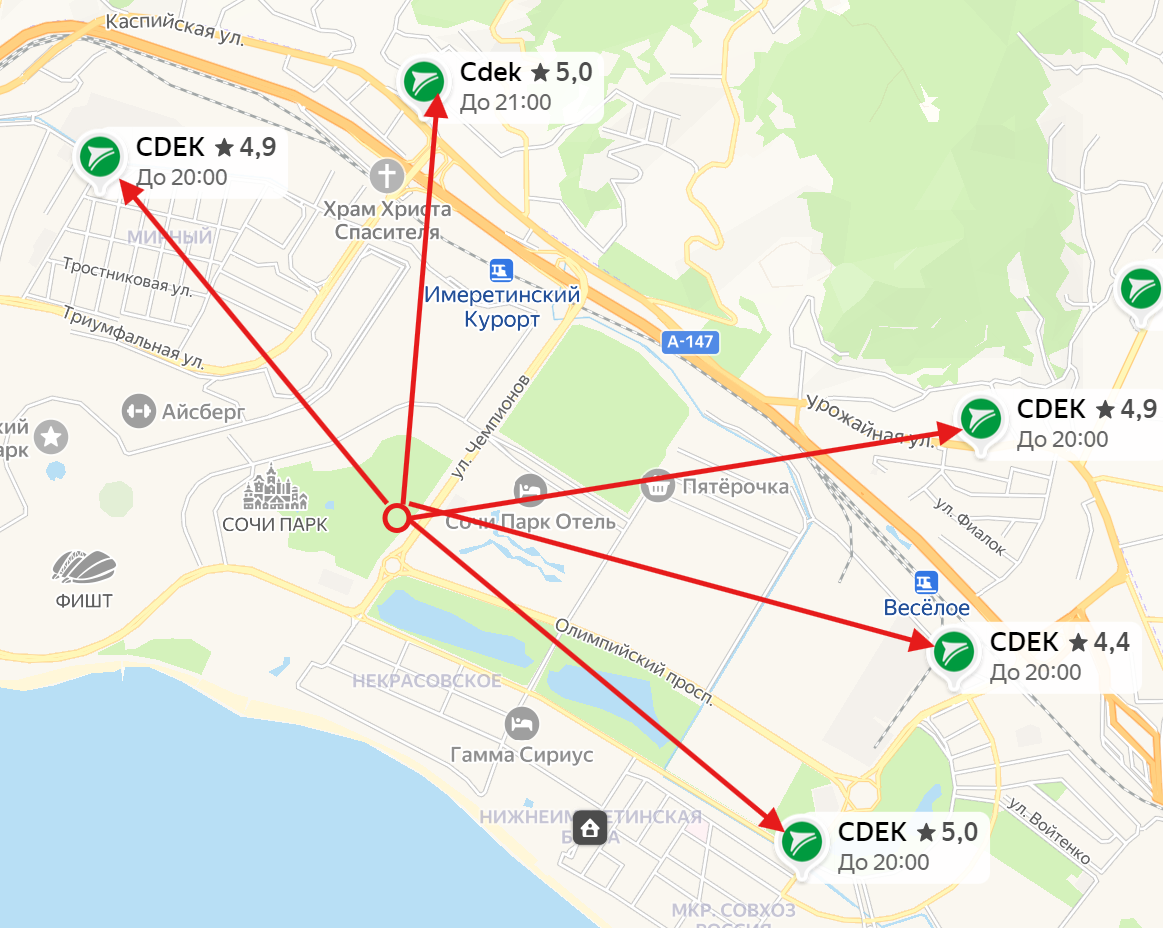 Каспийская ул.
Cdek ★ 5,0
До 21:00
CDEK ★ 4,9
До 20:00
Храм Христа
Спасителя
МИРНЫЙ
Тростниковая ул.
Имеретинский
Курорт
Триумфальная ул.
А-147
ул. Чемпионов
Айсберг
Урожайная ул.
CDEK ★ 4,9
До 20:00
кий
арк
СОЧИ ПАРК
Сочи Парк Отель
Пятёрочка
ул. Фиалок
ФИШТ
Весёлое
Олимпийский просп.
CDEK ★ 4,4
До 20:00
НЕКРАСОВСКОЕ
Гамма Сириус
НИЖНЕИМЕРЕТИНСКАЯ
ул. Войтенко
CDEK ★ 5,0
До 20:00
МКР. СОВХОЗ
РОССИЯ